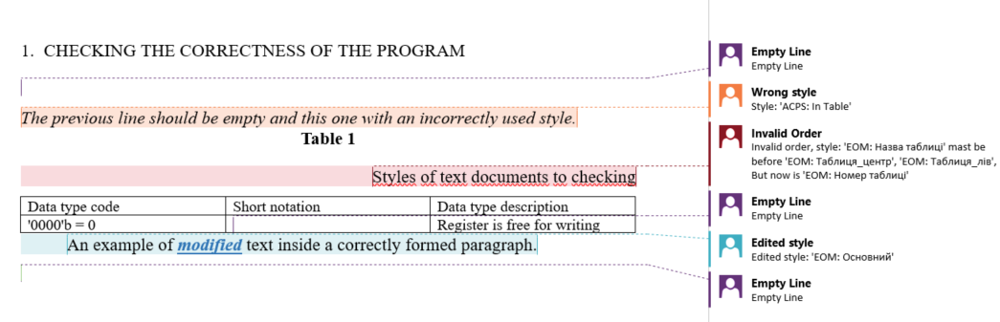 1. CHECKING THE CORRECTNESS OF THE PROGRAM
The previous line should be empty and this one with an incorrectly used style.
Table 1
Styles of text documents to checking
Data type code Short notation Data type description
'0000'b = 0 Register is free for writing
An example of modified text inside a correctly formed paragraph.
Empty Line
Empty Line
Wrong style
Style: 'ACPS: In Table'
Invalid Order
Invalid order, style: 'EOM: Назва таблиці' mast be
before 'EOM: Таблиця_центр', 'EOM: Таблиця_лів',
But now is 'EOM: Номер таблиці'
Empty Line
Empty Line
Edited style
Edited style: 'EOM: Основний'
Empty Line
Empty Line